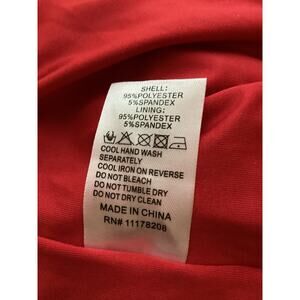 SHELL:
95%POLYESTER
5%SPANDEX
LINING:
95%POLYESTER
5%SPANDEX
COOL HAND WASH
SEPARATELY
COOL IRON ON REVERSE
DO NOT BLEACH
DO NOT TUMBLE DRY
DO NOT DRY CLEAN
MADE IN CHINA
RN# 11178208